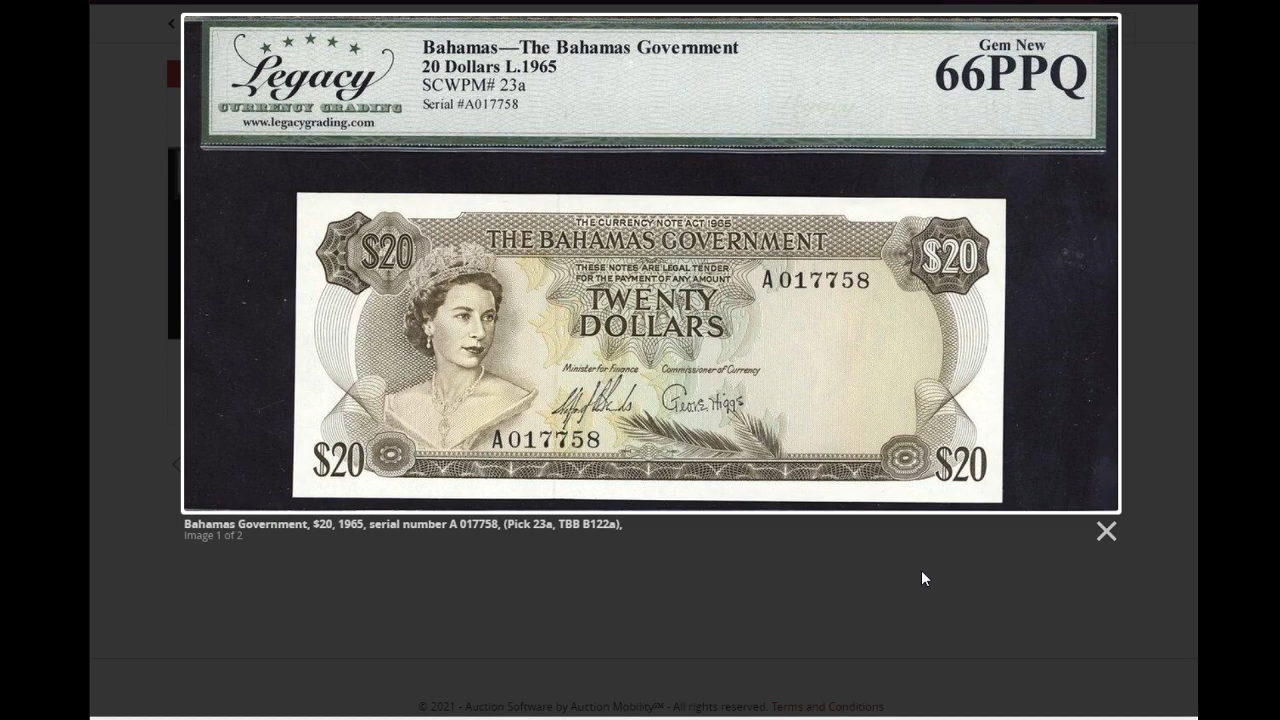 Legacy
CURRENCY GRADING
www.legacygrading.com
Bahamas—The Bahamas Government
20 Dollars L.1965
SCWPM# 23a
Serial #A017758
Gem New
66PPQ
THE CURRENCY NOTE ACT 1965
$20 THE BAHAMAS GOVERNMENT $20
THESE NOTES ARE LEGAL TENDER
FOR THE PAYMENT OF ANY AMOUNT
A017758
TWENTY
DOLLARS
Minister for Finance Commissioner of Currency
Geo. E. Higgs
A017758
$20 $20
Bahamas Government, $20, 1965, serial number A 017758, (Pick 23a, TBB B122a),
Image 1 of 2
© 2021 - Auction Software by Auction Mobility℠ - All rights reserved. Terms and Conditions